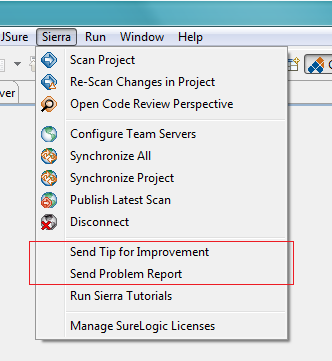 JSure Sierra Run Window Help
Scan Project
Re-Scan Changes in Project
Open Code Review Perspective
ver
Configure Team Servers
Synchronize All
Synchronize Project
Publish Latest Scan
Disconnect
Send Tip for Improvement
Send Problem Report
Run Sierra Tutorials
Manage SureLogic Licenses